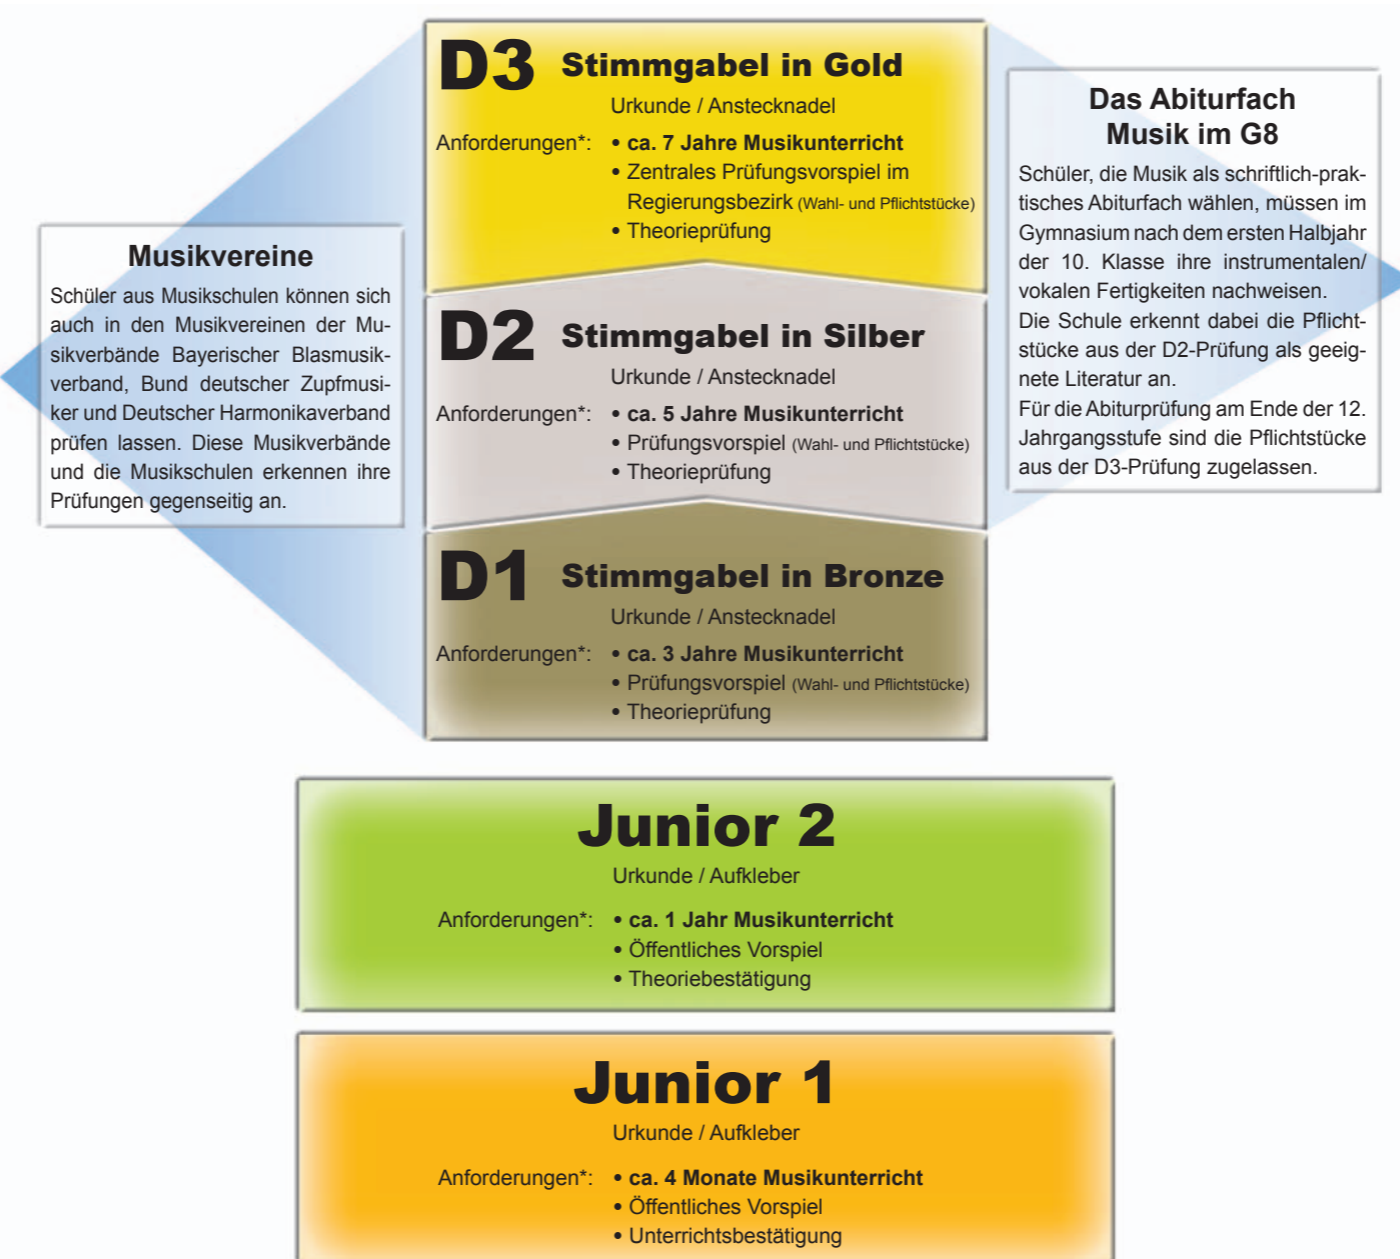 D3 Stimmgabel in Gold
Urkunde / Anstecknadel
Anforderungen*: • ca. 7 Jahre Musikunterricht
• Zentrales Prüfungsvorspiel im
Regierungsbezirk (Wahl- und Pflichtstücke)
• Theorieprüfung
Musikvereine
Schüler aus Musikschulen können sich
auch in den Musikvereinen der Mu-
sikverbände Bayerischer Blasmusik-
verband, Bund deutscher Zupfmusi-
ker und Deutscher Harmonikaverband
prüfen lassen. Diese Musikverbände
und die Musikschulen erkennen ihre
Prüfungen gegenseitig an.
D2 Stimmgabel in Silber
Urkunde / Anstecknadel
Anforderungen*: • ca. 5 Jahre Musikunterricht
• Prüfungsvorspiel (Wahl- und Pflichtstücke)
• Theorieprüfung
Das Abiturfach
Musik im G8
Schüler, die Musik als schriftlich-prak-
tisches Abiturfach wählen, müssen im
Gymnasium nach dem ersten Halbjahr
der 10. Klasse ihre instrumentalen/
vokalen Fertigkeiten nachweisen.
Die Schule erkennt dabei die Pflicht-
stücke aus der D2-Prüfung als geeig-
nete Literatur an.
Für die Abiturprüfung am Ende der 12.
Jahrgangsstufe sind die Pflichtstücke
aus der D3-Prüfung zugelassen.
D1 Stimmgabel in Bronze
Urkunde / Anstecknadel
Anforderungen*: • ca. 3 Jahre Musikunterricht
• Prüfungsvorspiel (Wahl- und Pflichtstücke)
• Theorieprüfung
Junior 2
Urkunde / Aufkleber
Anforderungen*: • ca. 1 Jahr Musikunterricht
• Öffentliches Vorspiel
• Theoriebestätigung
Junior 1
Urkunde / Aufkleber
Anforderungen*: • ca. 4 Monate Musikunterricht
• Öffentliches Vorspiel
• Unterrichtsbestätigung